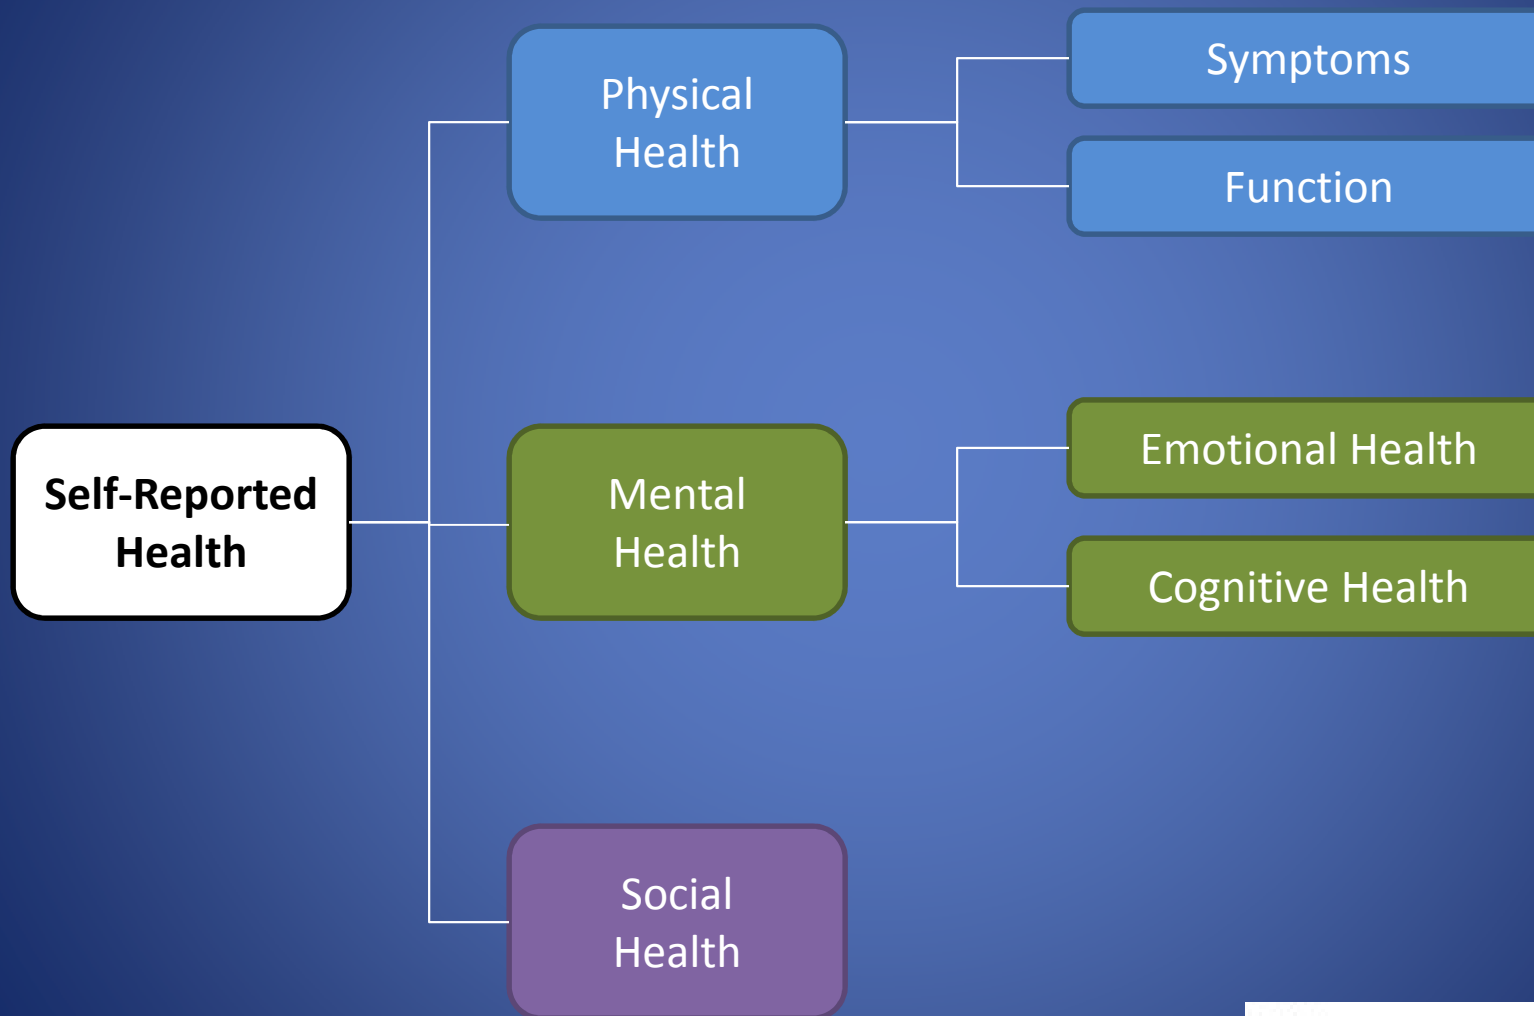 Physical
Health
Symptoms
Function
Self-Reported
Health
Mental
Health
Emotional Health
Cognitive Health
Social
Health